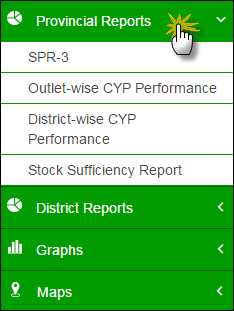 Provincial Reports
SPR-3
Outlet-wise CYP Performance
District-wise CYP
Performance
Stock Sufficiency Report
District Reports
Graphs
Maps